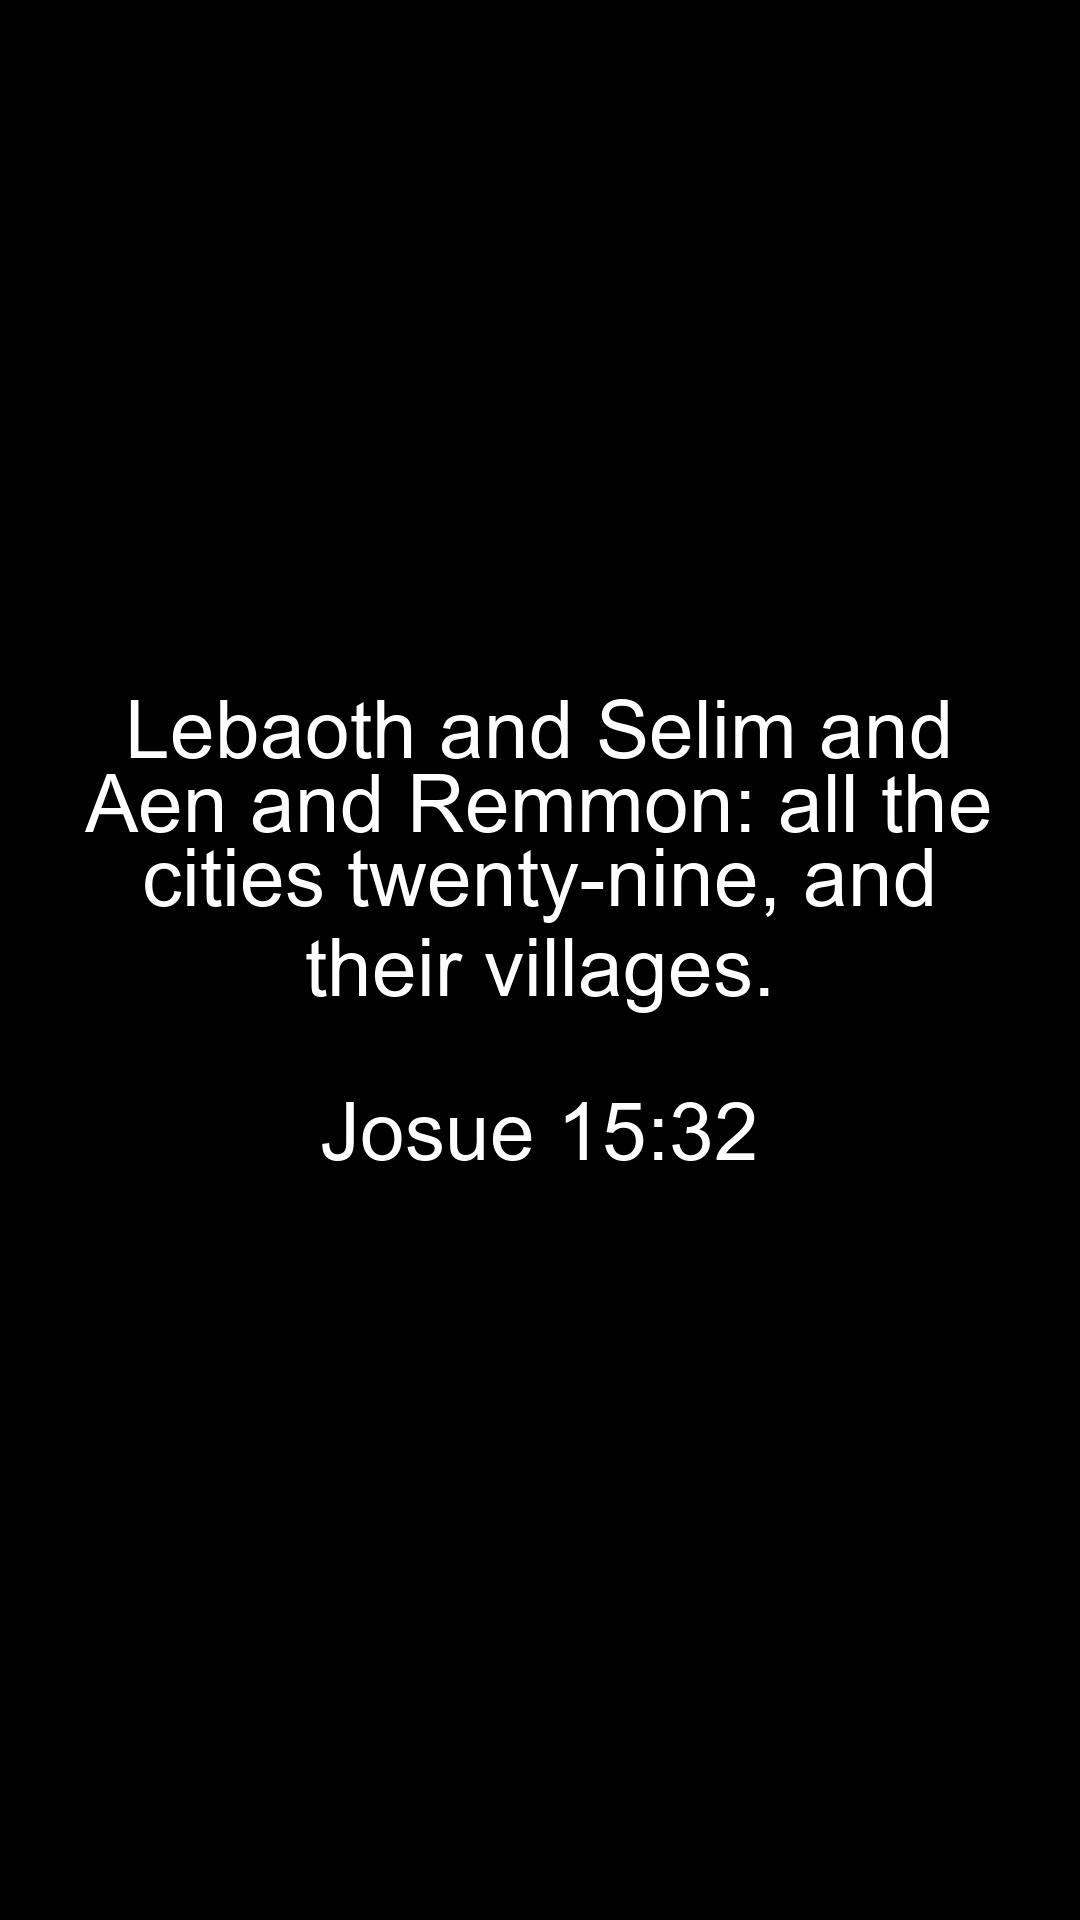 Lebaoth and Selim and
Aen and Remmon: all the
cities twenty-nine, and
their villages.
Josue 15:32